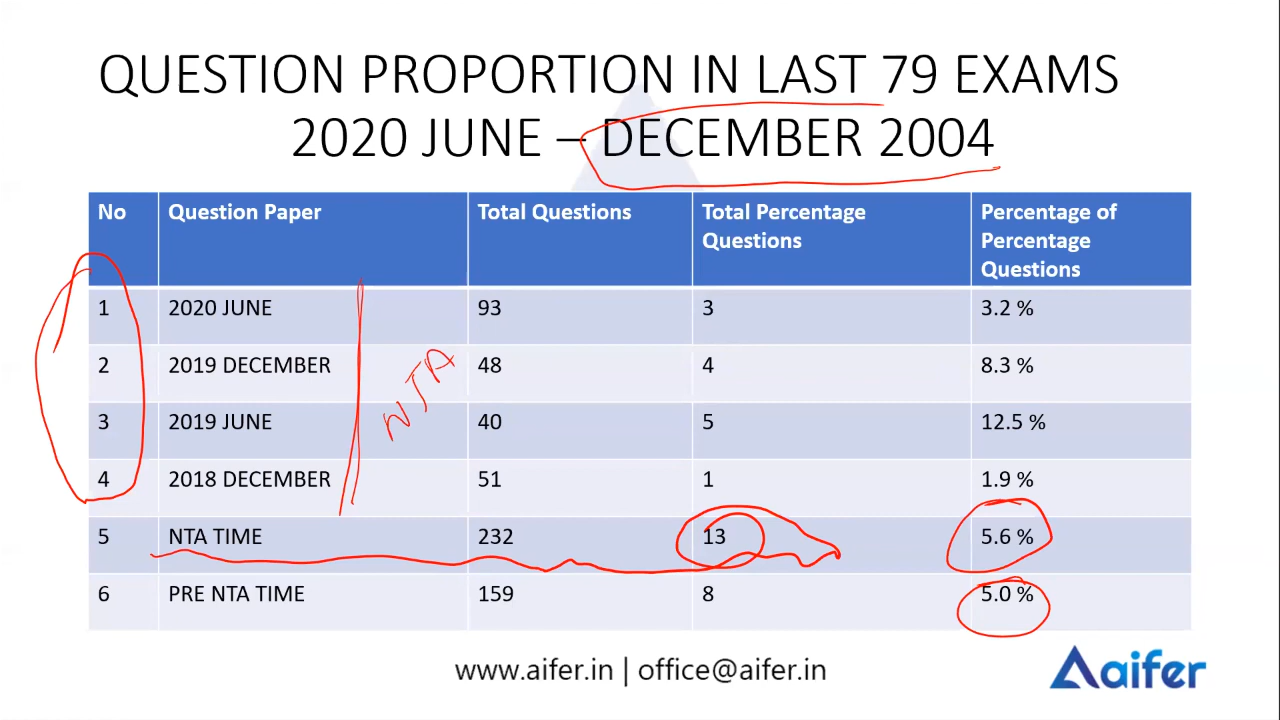 QUESTION PROPORTION IN LAST 79 EXAMS
2020 JUNE – DECEMBER 2004
No Question Paper Total Questions Total Percentage Questions Percentage of Percentage Questions
1 2020 JUNE 93 3 3.2 %
2 2019 DECEMBER 48 4 8.3 %
3 2019 JUNE 40 5 12.5 %
4 2018 DECEMBER 51 1 1.9 %
NTA
5 NTA TIME 232 13 5.6 %
6 PRE NTA TIME 159 8 5.0 %
www.aifer.in | office@aifer.in
aifer